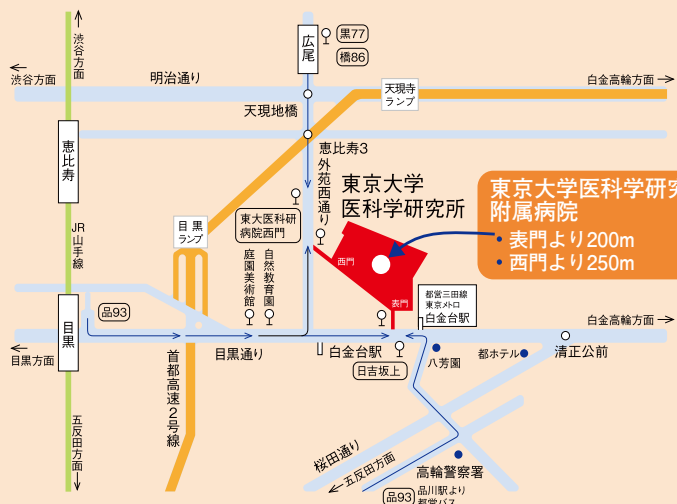 渋谷方面
渋谷方面
広尾
黒77
橋86
明治通り
白金高輪方面
天現地橋
天現寺
ランプ
恵比寿
恵比寿3
外苑西通り
東京大学
医科学研究所
東京大学医科学研究
附属病院
・表門より200m
・西門より250m
目黒
ランプ
東大医科研
病院西門
JR山手線
庭園美術館
自然教育園
西門
表門
都営三田線
東京メトロ
白金台駅
品93
目黒
白金高輪方面
目黒方面
目黒通り
白金台駅
日吉坂上
八芳園
都ホテル
清正公前
首都高速2号線
五反田方面
桜田通り
五反田方面
高輪警察署
品93
品川駅より
都営バス